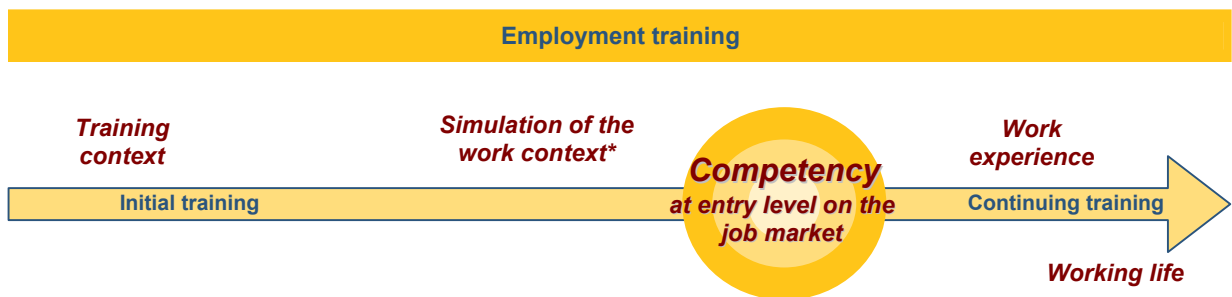 Employment training
Training
context
Simulation of the
work context*
Work
experience
Competency
at entry level on the
job market
Initial training
Continuing training
Working life